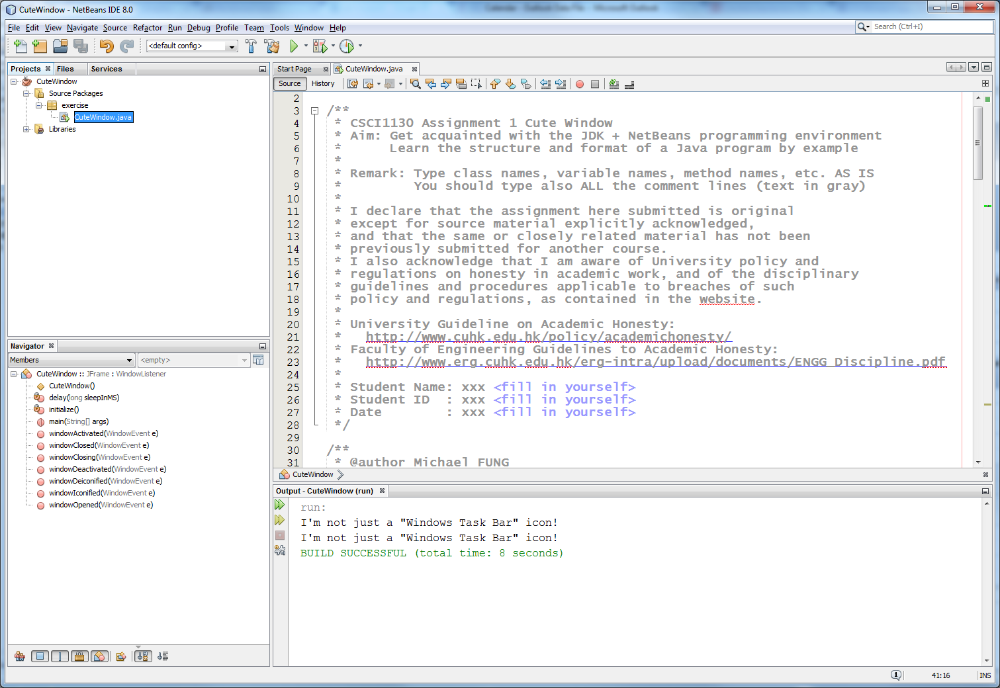 CuteWindow - NetBeans IDE 8.0
File Edit View Navigate Source Refactor Run Debug Profile Team Tools Window Help
Search (Ctrl+I)
<default config>
Projects Files Services
CuteWindow
Source Packages
exercise
CuteWindow.java
Libraries
Navigator
Members <empty>
CuteWindow :: JFrame : WindowListener
CuteWindow()
delay(long sleepInMS)
initialize()
main(String[] args)
windowActivated(WindowEvent e)
windowClosed(WindowEvent e)
windowClosing(WindowEvent e)
windowDeactivated(WindowEvent e)
windowDeiconified(WindowEvent e)
windowIconified(WindowEvent e)
windowOpened(WindowEvent e)
Start Page CuteWindow.java
Source History
2
3 /**
4 * CSCI1130 Assignment 1 Cute Window
5 * Aim: Get acquainted with the JDK + NetBeans programming environment
6 * Learn the structure and format of a Java program by example
7 *
8 * Remark: Type class names, variable names, method names, etc. AS IS
9 * You should type also ALL the comment lines (text in gray)
10 *
11 * I declare that the assignment here submitted is original
12 * except for source material explicitly acknowledged,
13 * and that the same or closely related material has not been
14 * previously submitted for another course.
15 * I also acknowledge that I am aware of University policy and
16 * regulations on honesty in academic work, and of the disciplinary
17 * guidelines and procedures applicable to breaches of such
18 * policy and regulations, as contained in the website.
19 *
20 * University Guideline on Academic Honesty:
21 * http://www.cuhk.edu.hk/policy/academichonesty/
22 * Faculty of Engineering Guidelines to Academic Honesty:
23 * http://www.erg.cuhk.edu.hk/erg-intra/upload/documents/ENGG_Discipline.pdf
24 *
25 * Student Name: xxx <fill in yourself>
26 * Student ID : xxx <fill in yourself>
27 * Date : xxx <fill in yourself>
28 */
29
30 /**
31 * @author Michael FUNG
CuteWindow
Output - CuteWindow (run)
run:
I'm not just a "Windows Task Bar" icon!
I'm not just a "Windows Task Bar" icon!
BUILD SUCCESSFUL (total time: 8 seconds)
1 41:16 INS